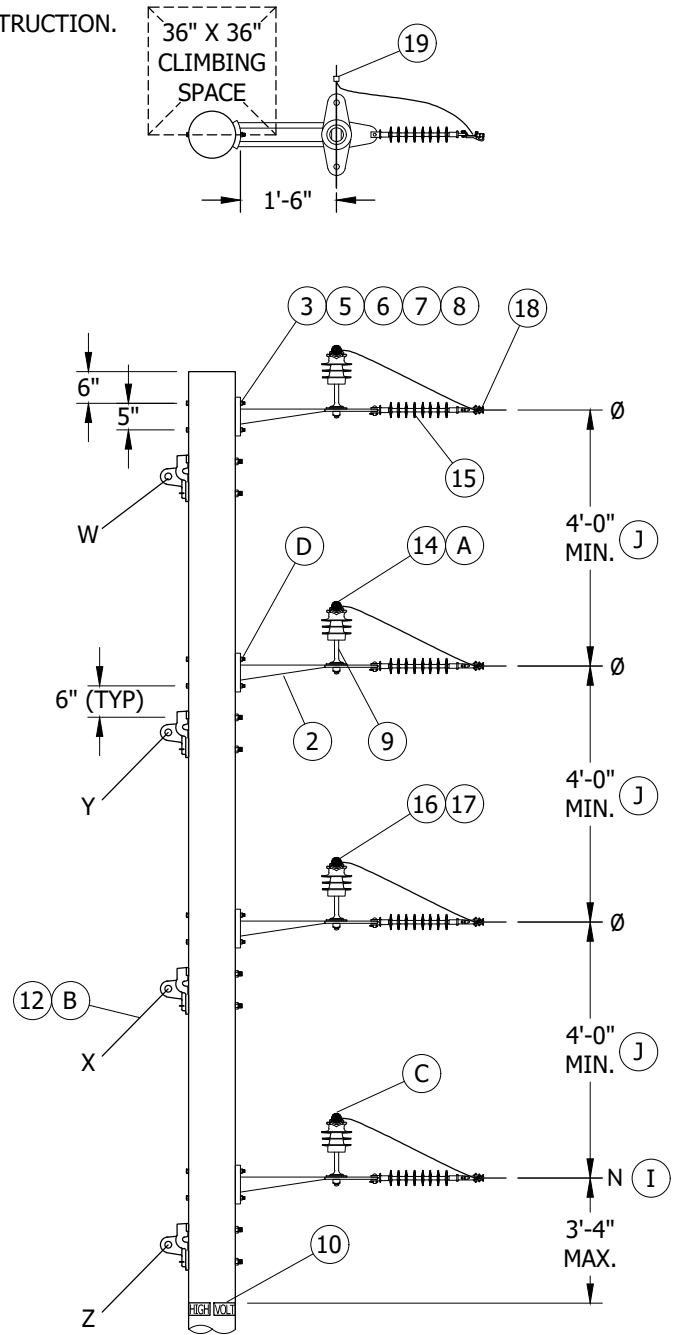 TRUCTION.
36" X 36"
CLIMBING
SPACE
19
1'-6"
3 5 6 7 8 18
6"
5"
Ø
15
W
4'-0"
MIN. J
D 14 A
Ø
6" (TYP)
2 9
Y
4'-0"
MIN. J
16 17
Ø
12 B
X
4'-0"
MIN. J
C
N I
10
3'-4"
MAX.
Z
HIGH VOLT